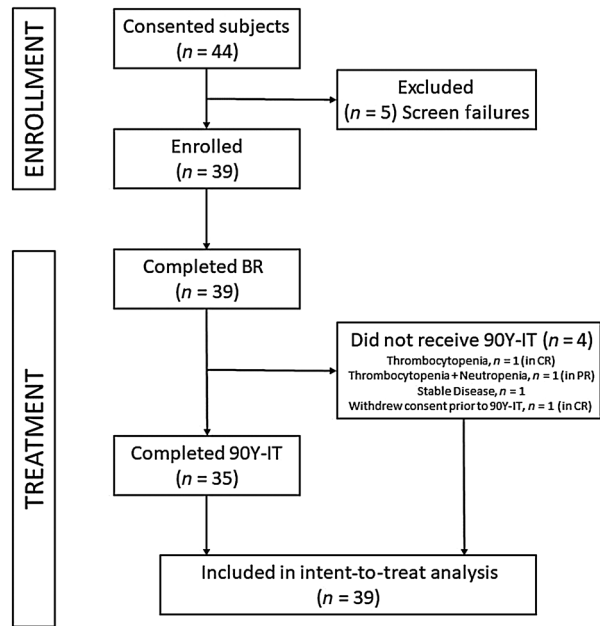 ENROLLMENT
Consented subjects
(n = 44)
Excluded
(n = 5) Screen failures
Enrolled
(n = 39)
TREATMENT
Completed BR
(n = 39)
Did not receive 90Y-IT (n = 4)
Thrombocytopenia, n = 1 (in CR)
Thrombocytopenia + Neutropenia, n = 1 (in PR)
Stable Disease, n = 1
Withdrew consent prior to 90Y-IT, n = 1 (in CR)
Completed 90Y-IT
(n = 35)
Included in intent-to-treat analysis
(n = 39)